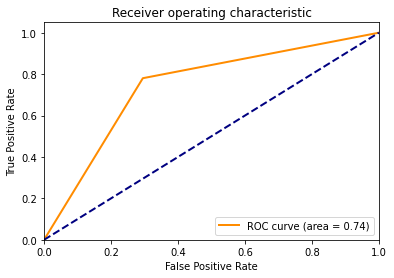 Receiver operating characteristic
True Positive Rate
1.0
0.8
0.6
0.4
0.2
0.0
ROC curve (area = 0.74)
0.0 0.2 0.4 0.6 0.8 1.0
False Positive Rate